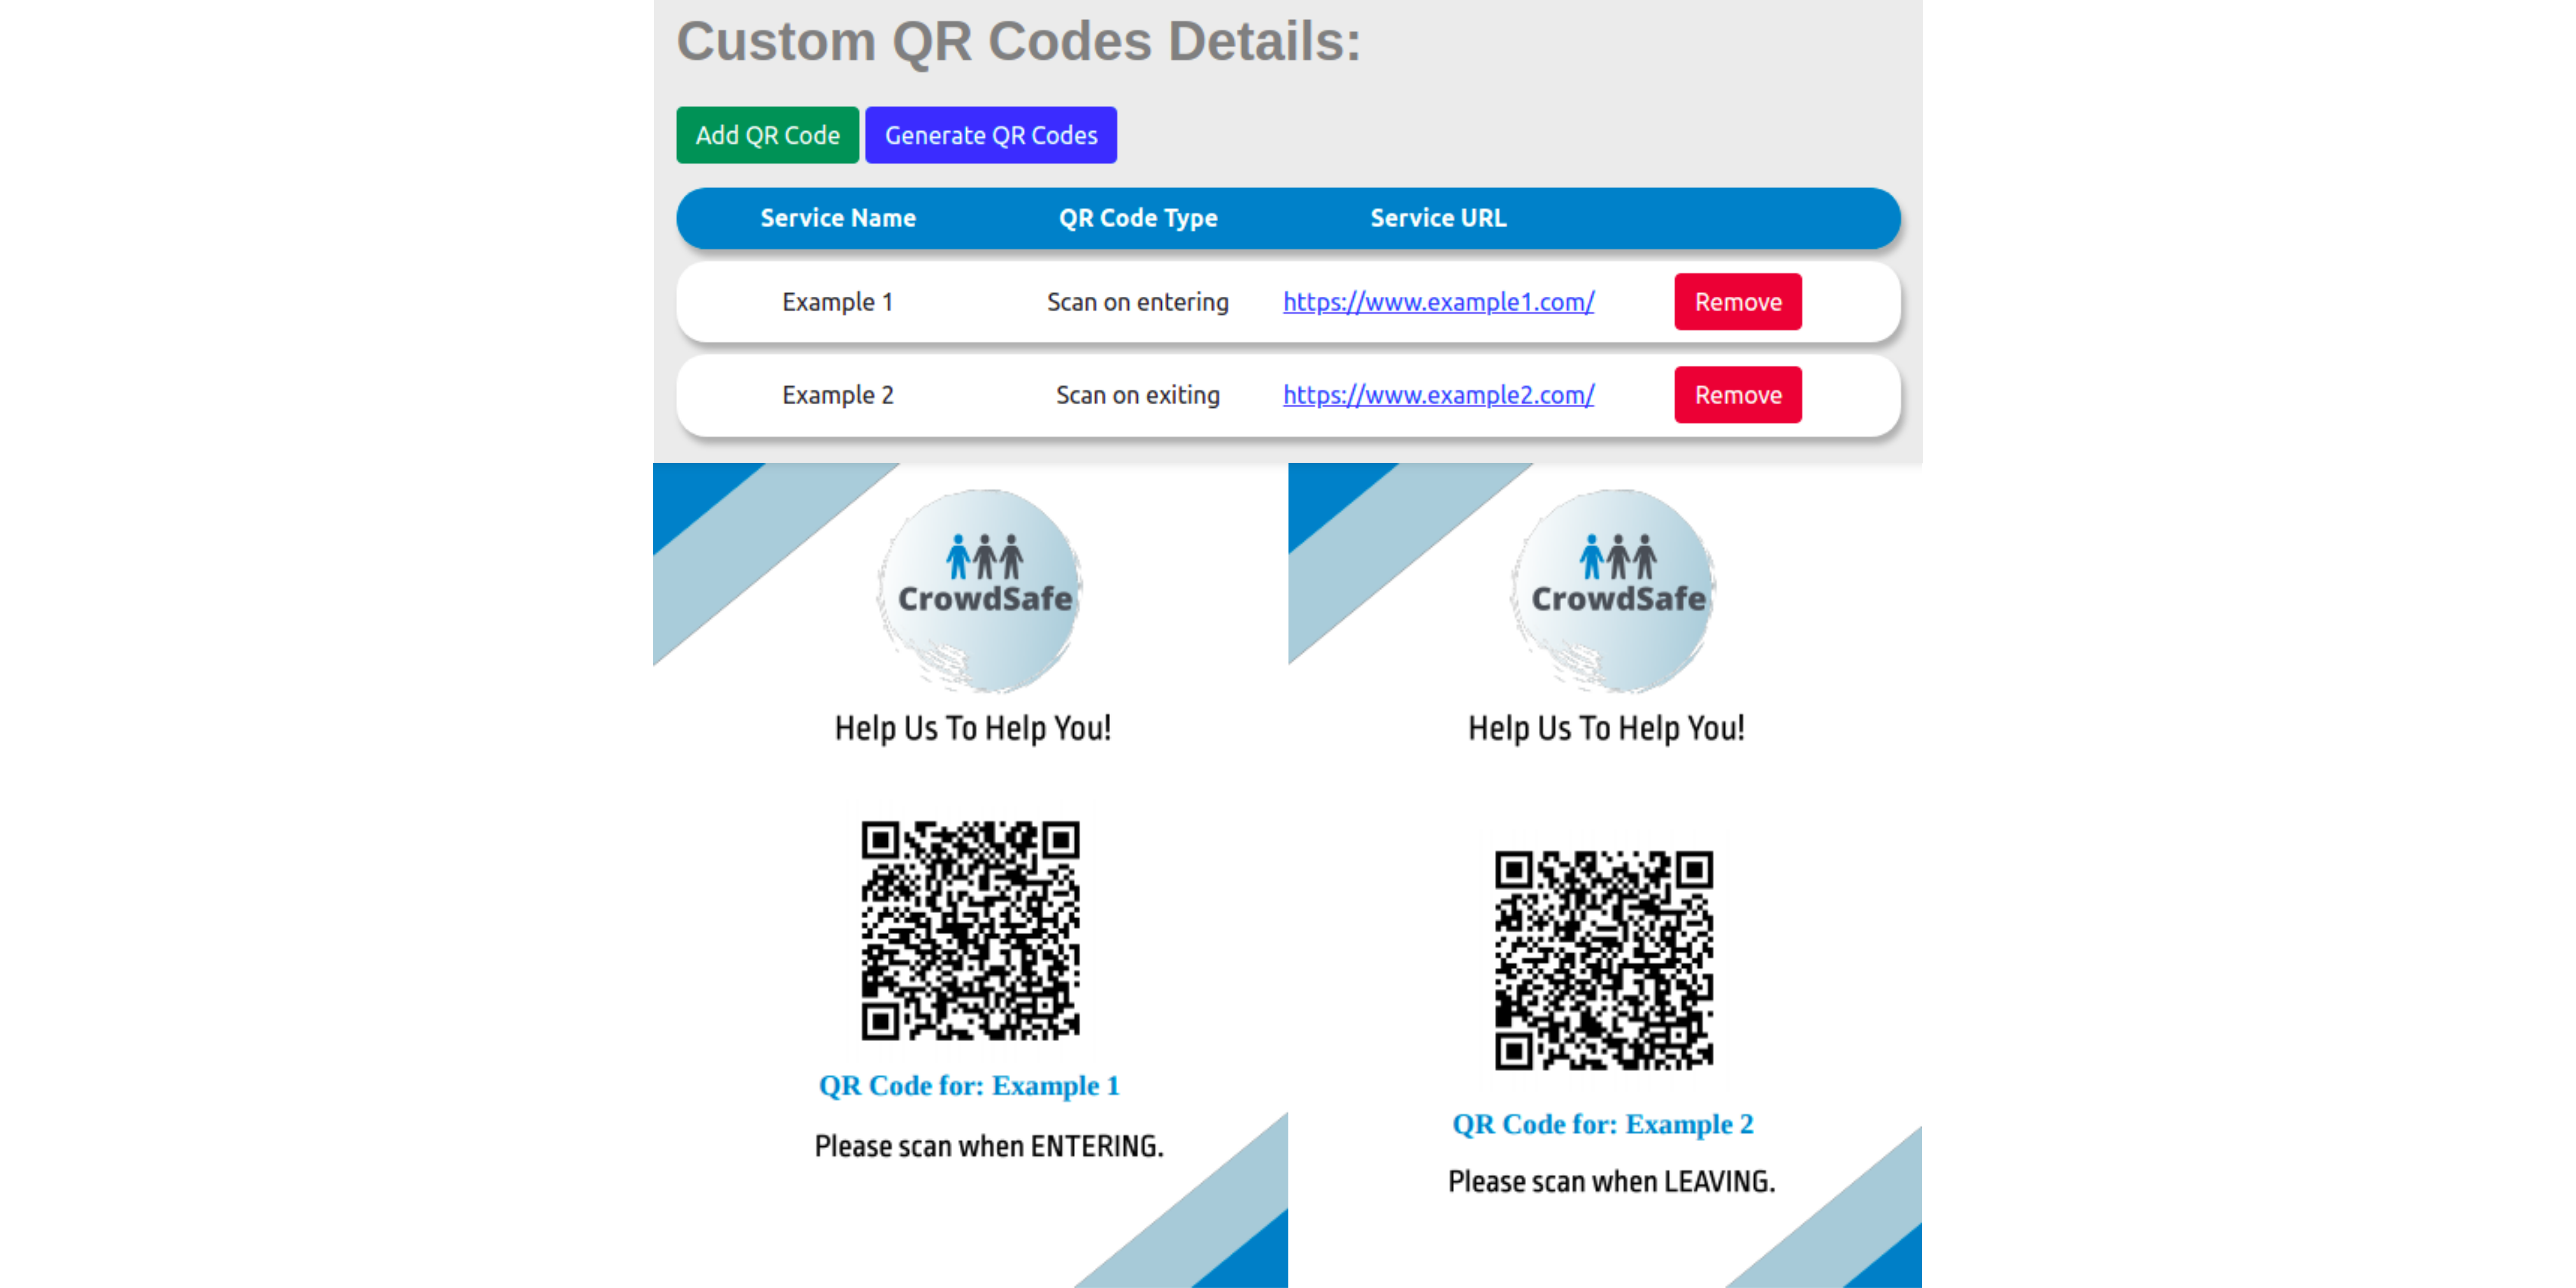 Custom QR Codes Details:
Add QR Code Generate QR Codes
Service Name QR Code Type Service URL
Example 1 Scan on entering https://www.example1.com/ Remove
Example 2 Scan on exiting https://www.example2.com/ Remove
CrowdSafe
Help Us To Help You!
QR Code for: Example 1
Please scan when ENTERING.
CrowdSafe
Help Us To Help You!
QR Code for: Example 2
Please scan when LEAVING.